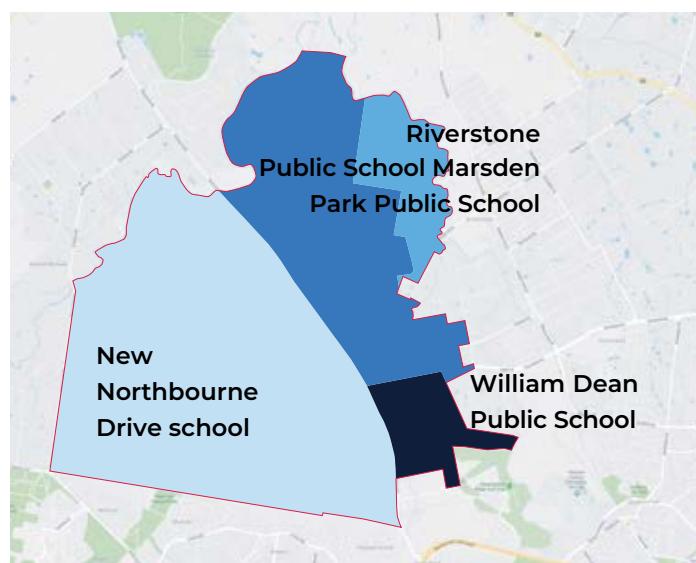 Riverstone
Public School Marsden
Park Public School
New
Northbourne
Drive school
William Dean
Public School